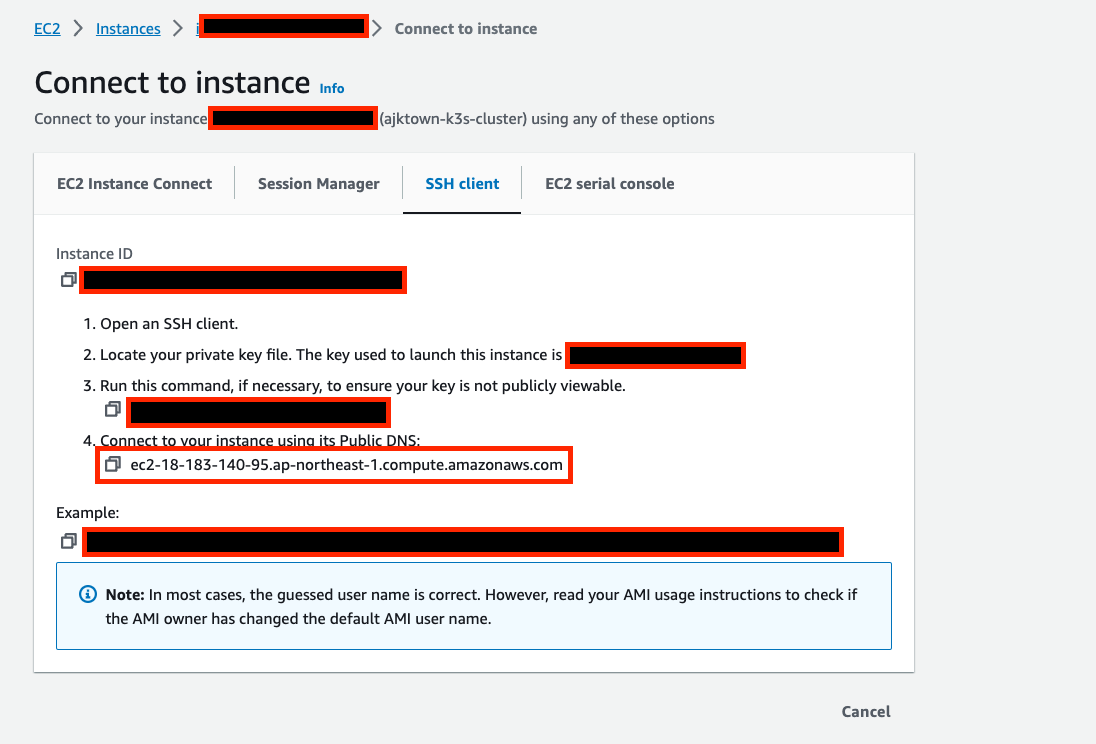 EC2 > Instances > i > Connect to instance
Connect to instance Info
Connect to your instance (ajktown-k3s-cluster) using any of these options
EC2 Instance Connect Session Manager SSH client EC2 serial console
Instance ID
1. Open an SSH client.
2. Locate your private key file. The key used to launch this instance is
3. Run this command, if necessary, to ensure your key is not publicly viewable.
4. Connect to your instance using its Public DNS:
ec2-18-183-140-95.ap-northeast-1.compute.amazonaws.com
Example:
Note: In most cases, the guessed user name is correct. However, read your AMI usage instructions to check if
the AMI owner has changed the default AMI user name.
Cancel